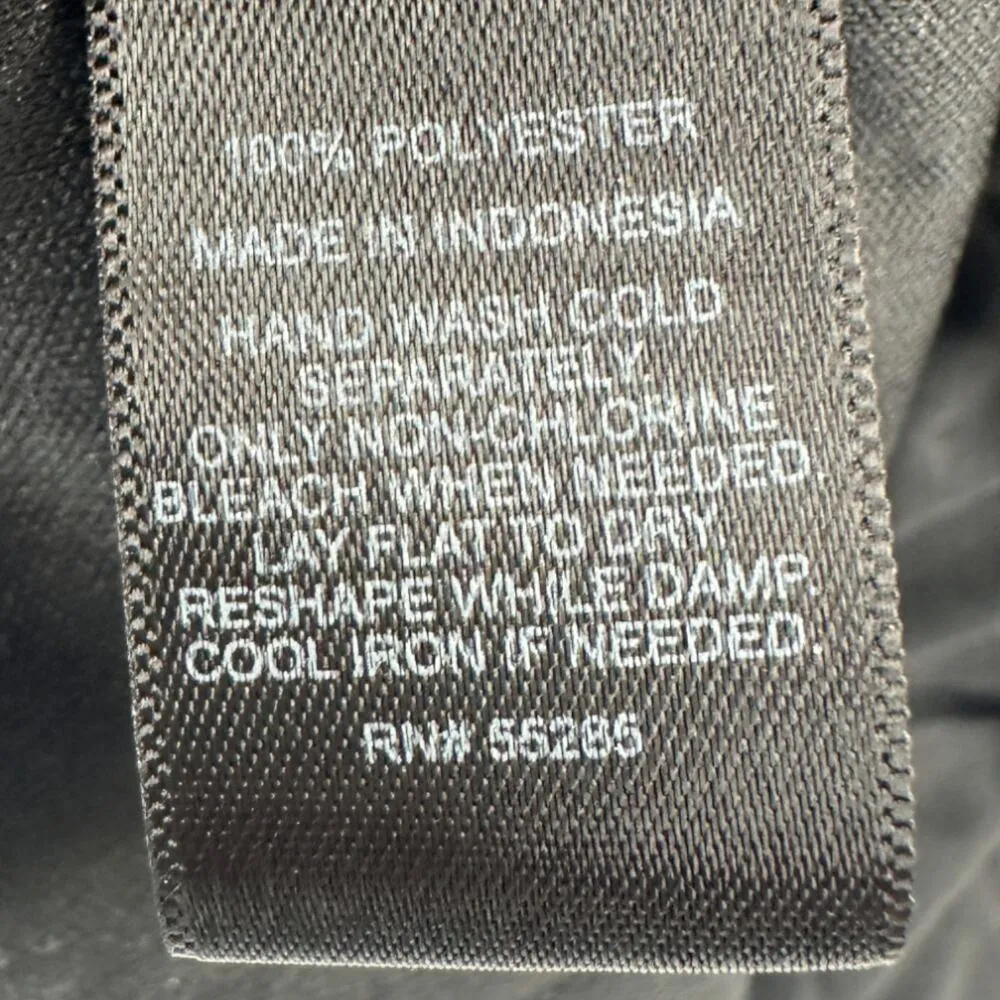 100% POLYESTER
MADE IN INDONESIA
HAND WASH COLD
SEPARATELY.
ONLY NON-CHLORINE
BLEACH WHEN NEEDED.
LAY FLAT TO DRY
RESHAPE WHILE DAMP.
COOL IRON IF NEEDED.
RN# 55285